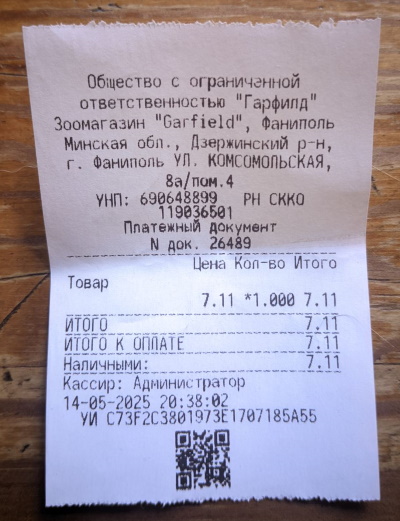 Общество с ограниченной
ответственностью "Гарфилд"
Зоомагазин "Garfield", Фаниполь
Минская обл., Дзержинский р-н,
г. Фаниполь УЛ. КОМСОМОЛЬСКАЯ,
8а/пом.4
УНП: 690648899 РН СККО
119036501
Платежный документ
N док. 26489
Цена Кол-во Итого
Товар
7.11 *1.000 7.11
ИТОГО 7.11
ИТОГО К ОПЛАТЕ 7.11
Наличными: 7.11
Кассир: Администратор
14-05-2025 20:38:02
УИ C73F2C3801973E1707185A55